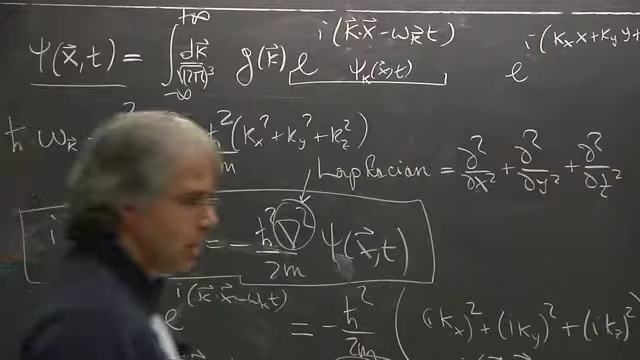 ψ(x⃗,t) = ∫_{-∞}^{+∞} dk⃗/(√(2π))³ g(k⃗) e^{i(k⃗·x⃗ - ω_k⃗ t)} ψ_k(x⃗,t) e^{i(k_x x + k_y y +
ħ ω_k⃗ ħ²(k_x² + k_y² + k_z²)
m
Laplacian = ∂²/∂x² + ∂²/∂y² + ∂²/∂z²
i = - ħ²/2m ∇² ψ(x⃗,t)
e^{i(k⃗·x⃗ - ω_k t)} = - ħ²/2m ( (ik_x)² + (ik_y)² + (ik_z)²